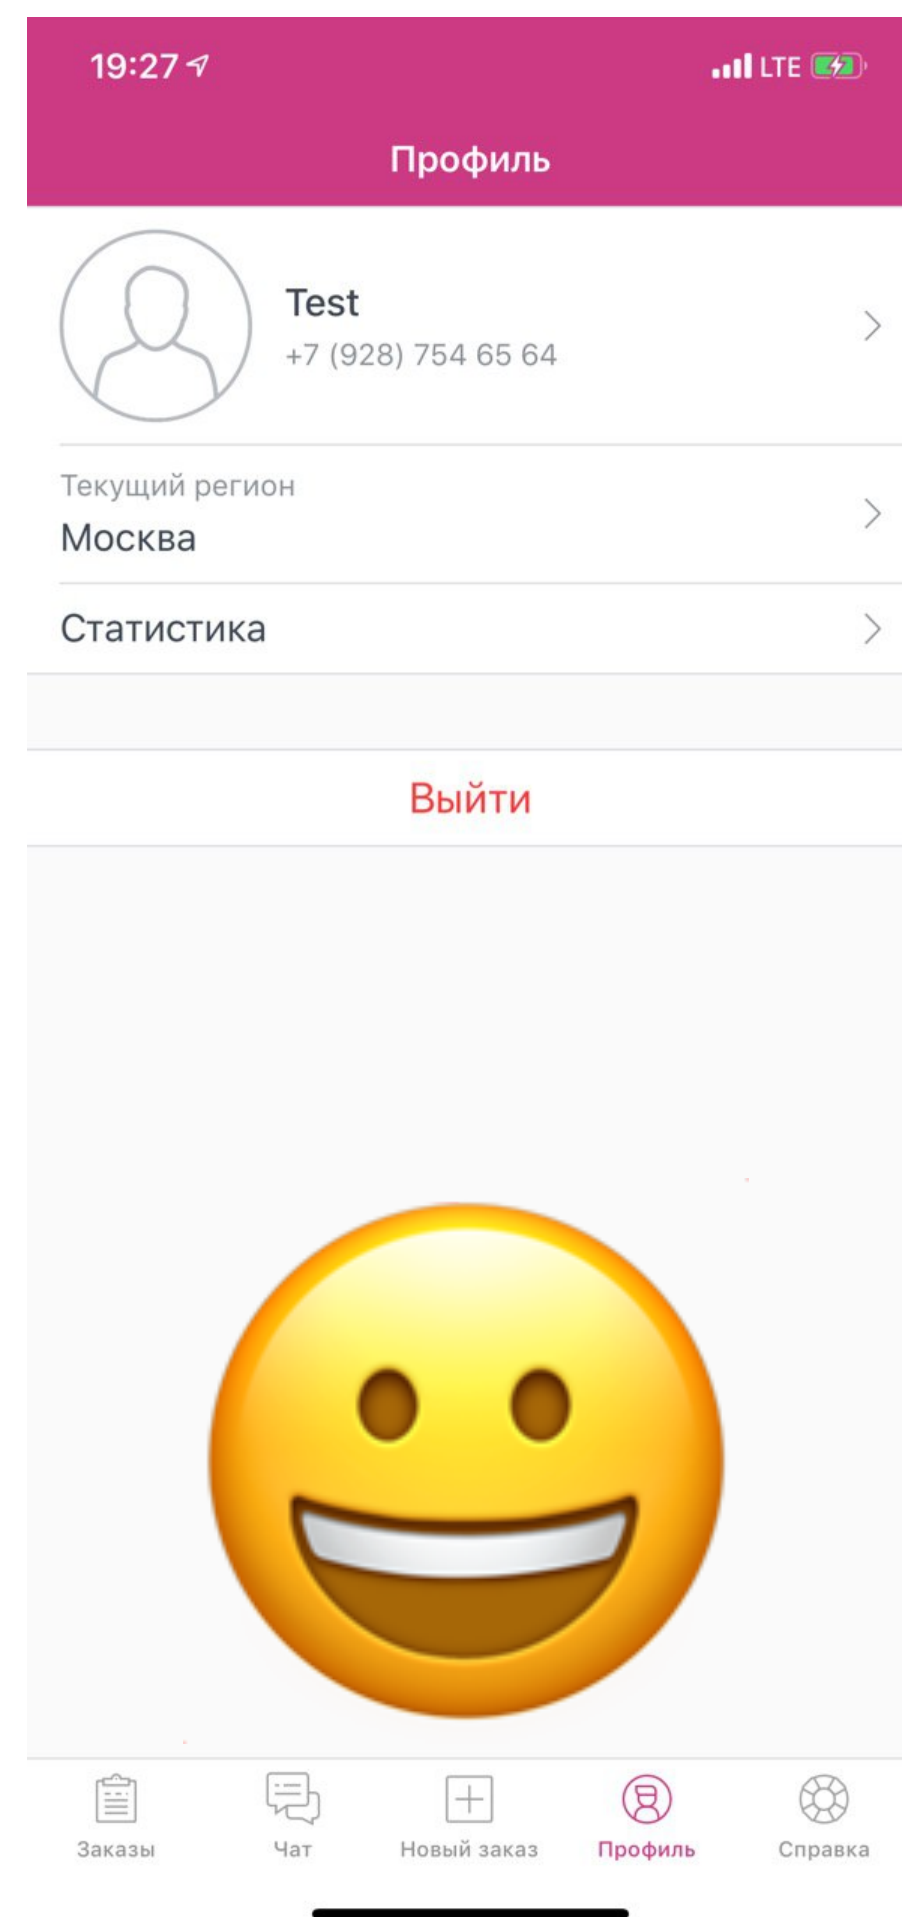 19:27
LTE
Профиль
Test
+7 (928) 754 65 64
Текущий регион
Москва
Статистика
Выйти
Заказы
Чат
Новый заказ
Профиль
Справка